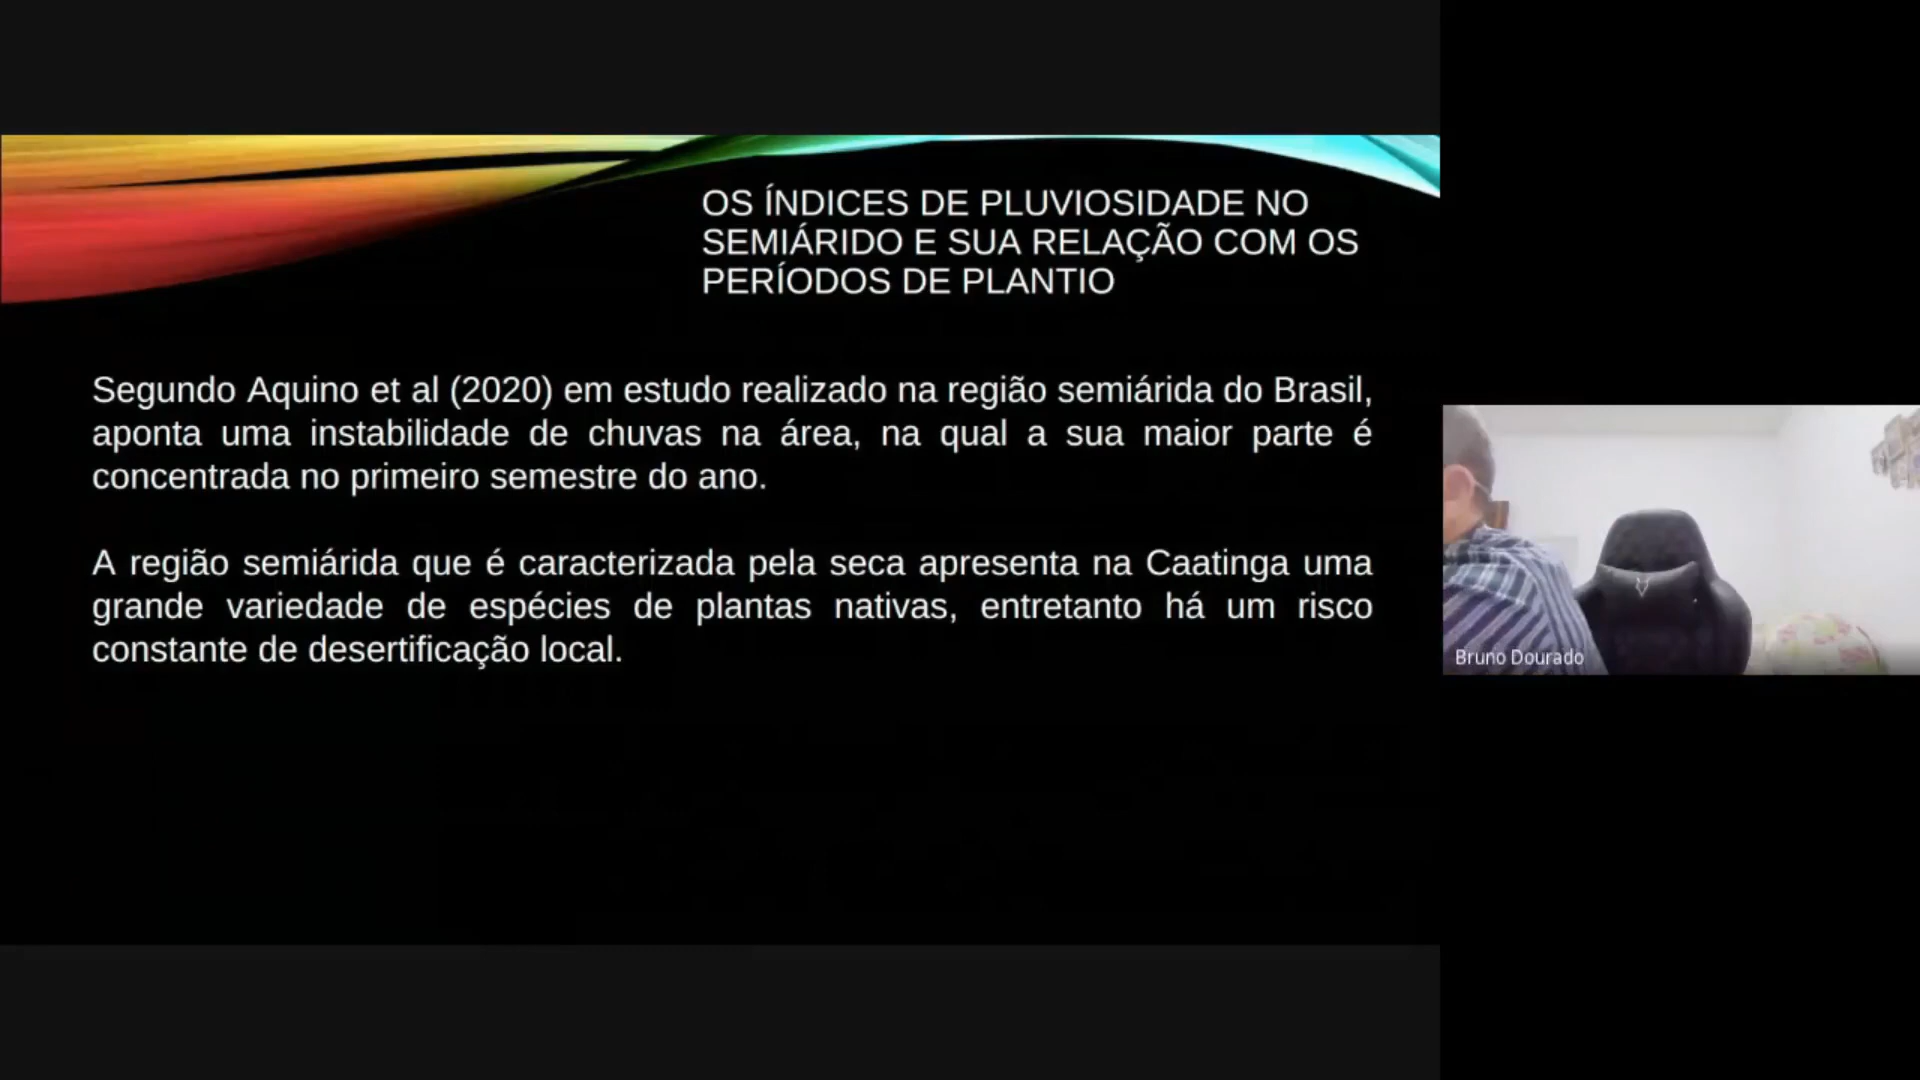 OS ÍNDICES DE PLUVIOSIDADE NO
SEMIÁRIDO E SUA RELAÇÃO COM OS
PERÍODOS DE PLANTIO
Segundo Aquino et al (2020) em estudo realizado na região semiárida do Brasil,
aponta uma instabilidade de chuvas na área, na qual a sua maior parte é
concentrada no primeiro semestre do ano.
A região semiárida que é caracterizada pela seca apresenta na Caatinga uma
grande variedade de espécies de plantas nativas, entretanto há um risco
constante de desertificação local.
Bruno Dourado